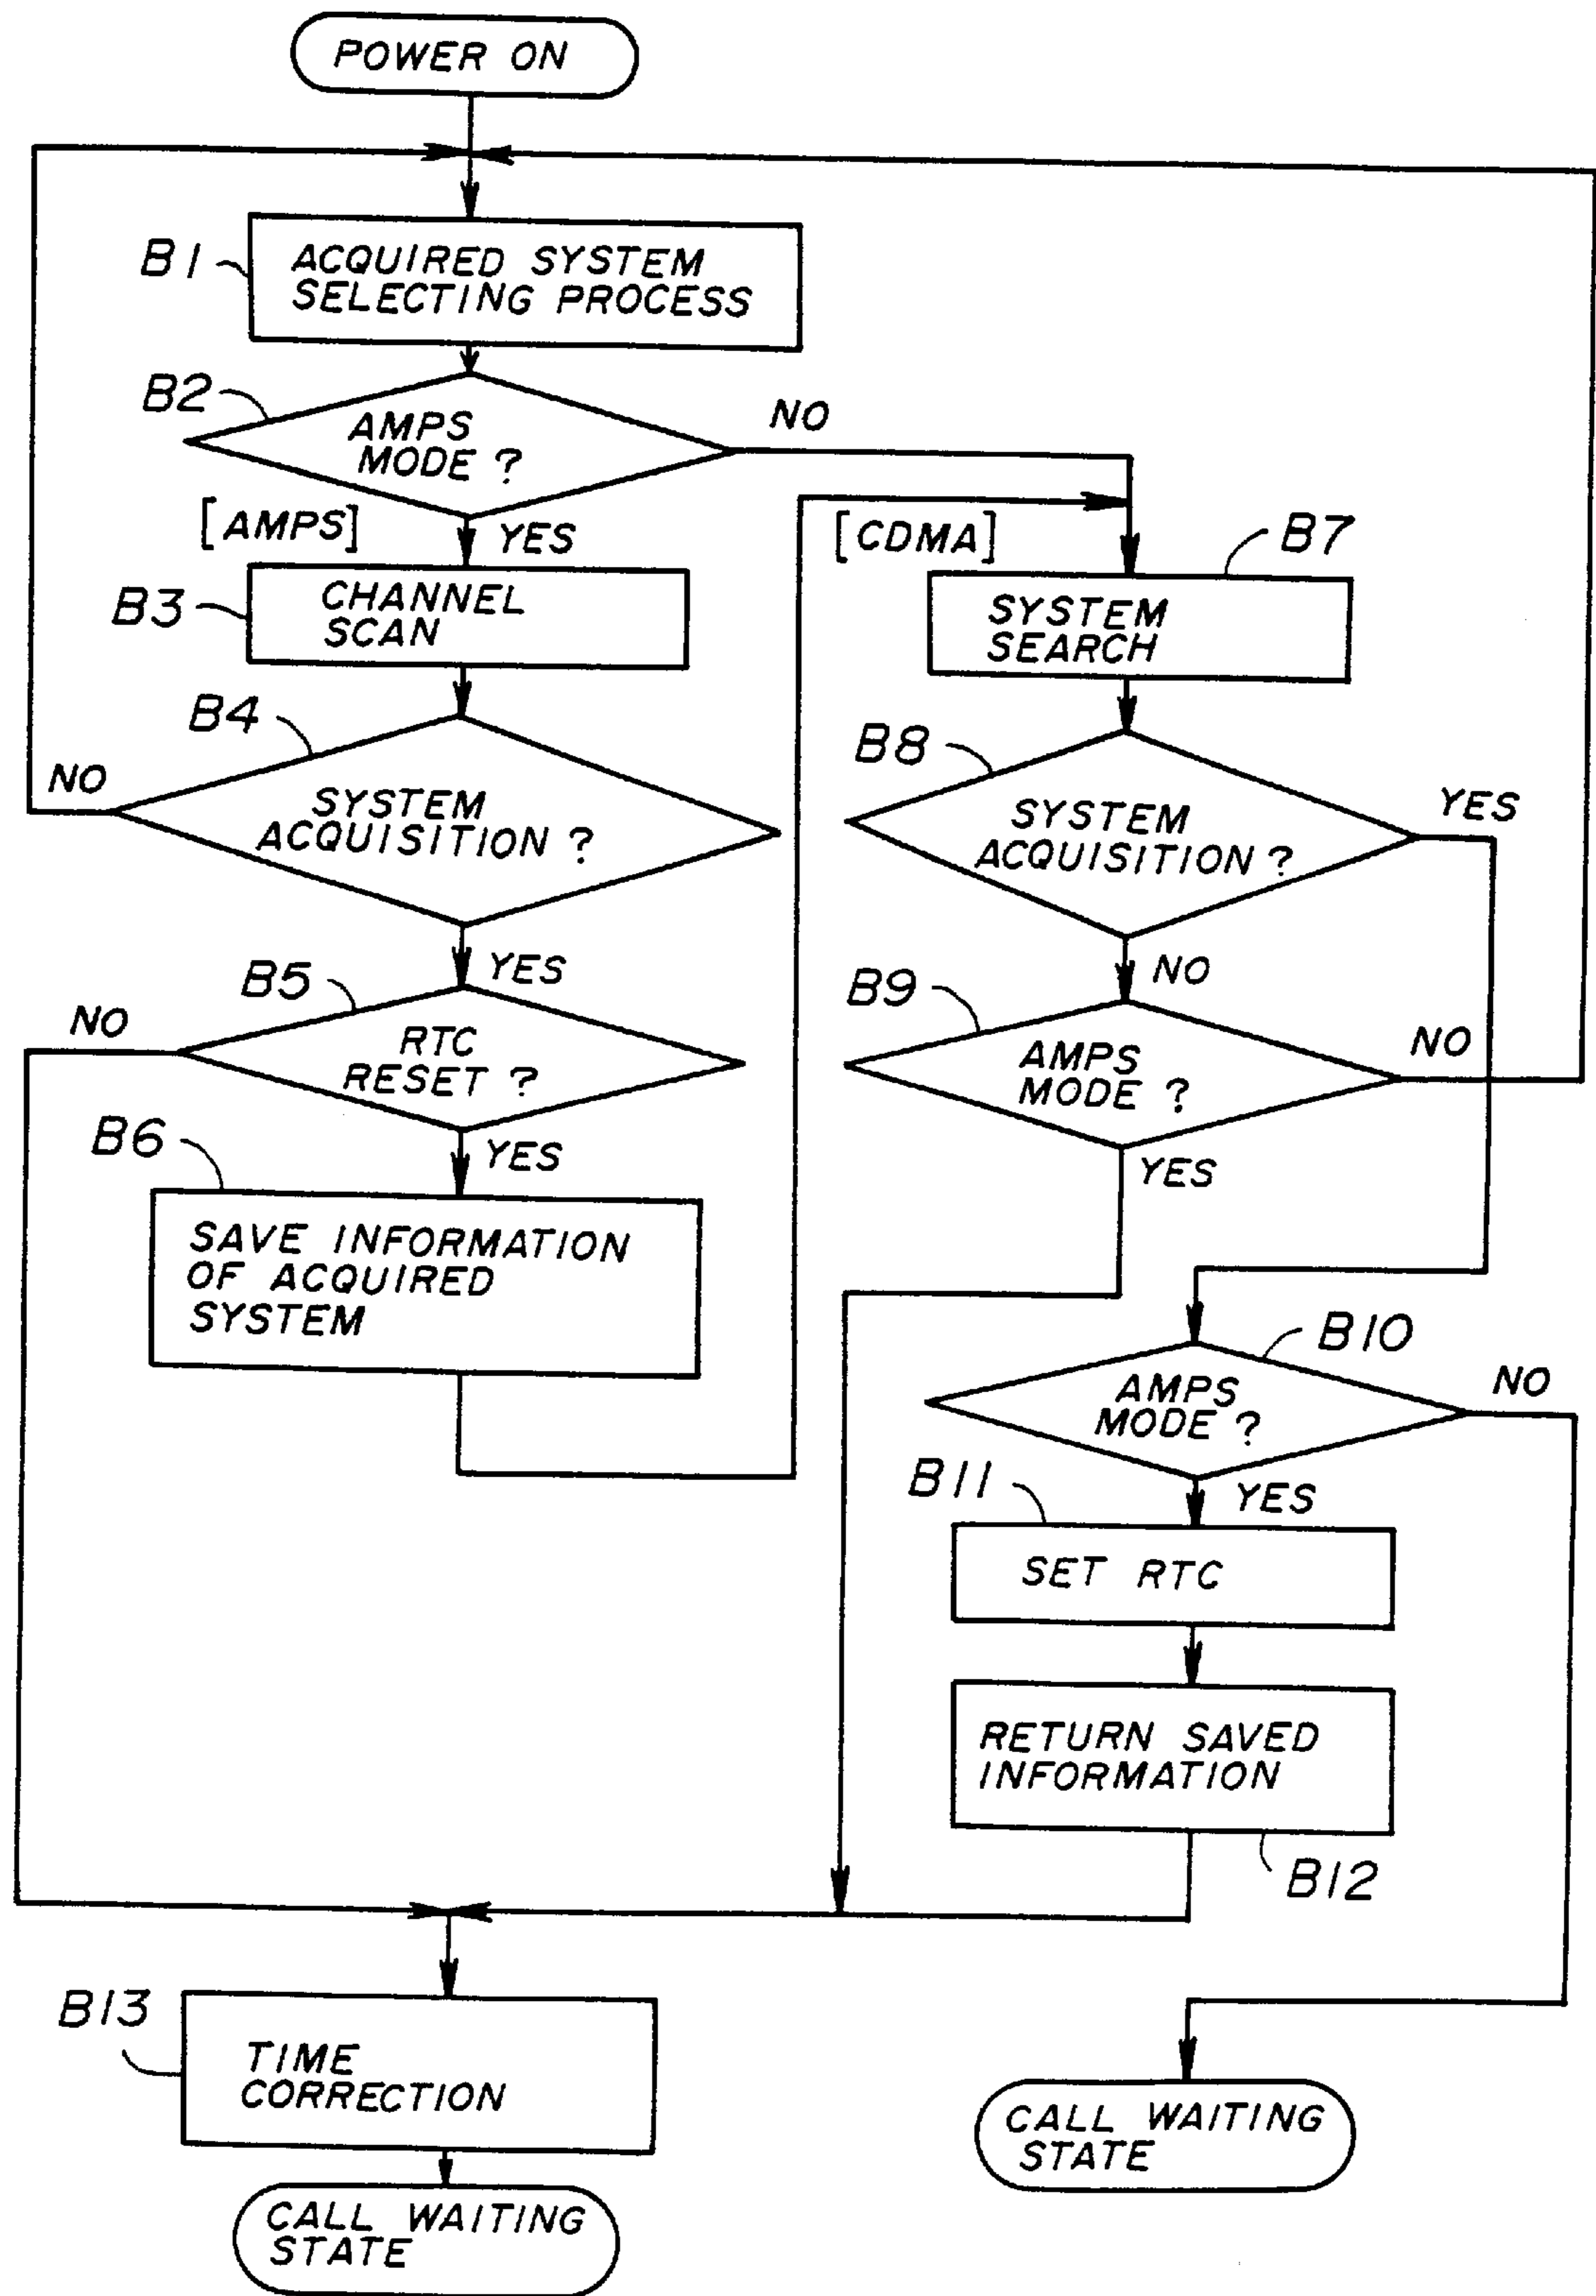 POWER ON
B1
ACQUIRED SYSTEM
SELECTING PROCESS
B2
AMPS
MODE ?
NO
[AMPS]
YES
B3
CHANNEL
SCAN
B4
NO
SYSTEM
ACQUISITION ?
YES
B5
NO
RTC
RESET ?
YES
B6
SAVE INFORMATION
OF ACQUIRED
SYSTEM
[CDMA]
B7
SYSTEM
SEARCH
B8
YES
SYSTEM
ACQUISITION ?
NO
B9
NO
AMPS
MODE ?
YES
B10
NO
AMPS
MODE ?
YES
B11
SET RTC
RETURN SAVED
INFORMATION
B12
B13
TIME
CORRECTION
CALL WAITING
STATE
CALL WAITING
STATE